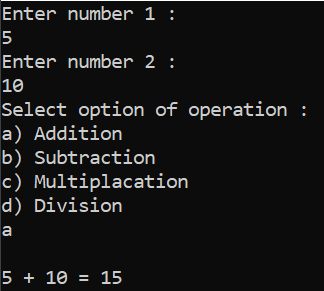 Enter number 1 :
5
Enter number 2 :
10
Select option of operation :
a) Addition
b) Subtraction
c) Multiplacation
d) Division
a
5 + 10 = 15